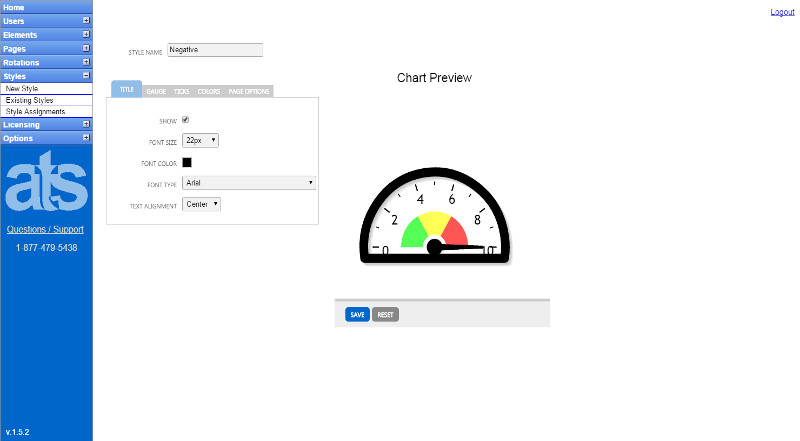 Home
Users
Elements
Pages
Rotations
Styles
New Style
Existing Styles
Style Assignments
Licensing
Options
ats
Questions / Support
1-877-479-5438
v.1.5.2
Logout
STYLE NAME Negative
TITLE GAUGE TICKS COLORS PAGE OPTIONS
SHOW
FONT SIZE 22px
FONT COLOR
FONT TYPE Arial
TEXT ALIGNMENT Center
Chart Preview
0 2 4 6 8 10
SAVE RESET